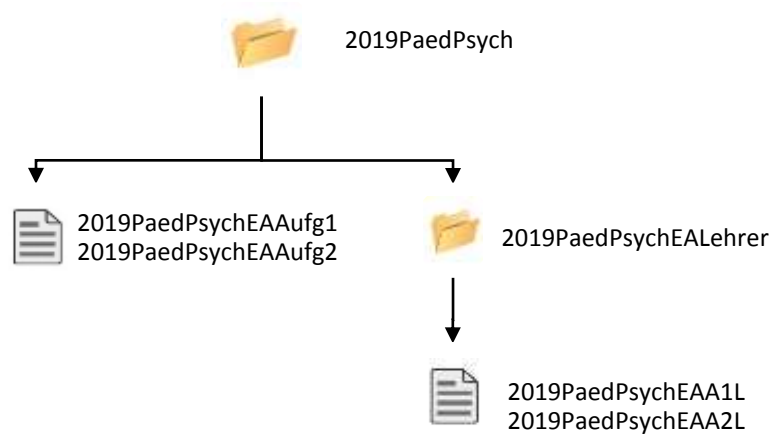 2019PaedPsych
2019PaedPsychEAAufg1
2019PaedPsychEAAufg2
2019PaedPsychEALehrer
2019PaedPsychEAA1L
2019PaedPsychEAA2L